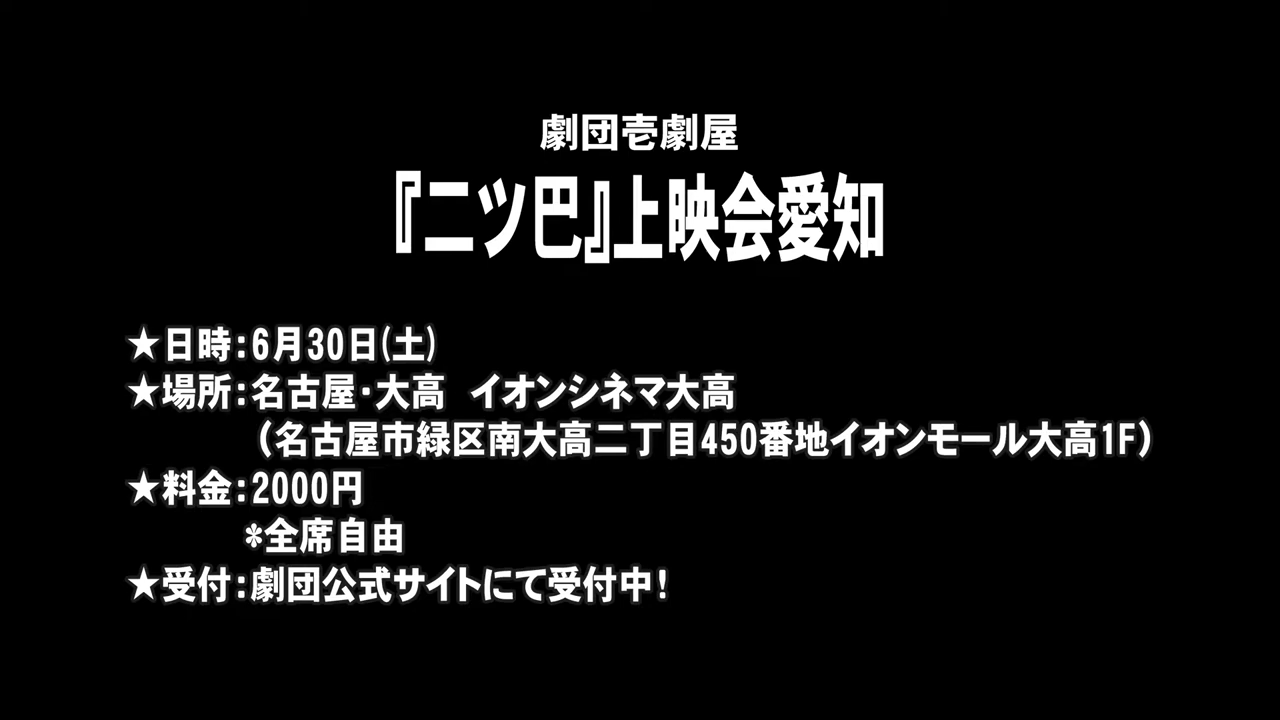 劇団壱劇屋
『二ツ巴』上映会愛知
★日時：6月30日（土）
★場所：名古屋・大高　イオンシネマ大高
（名古屋市緑区南大高二丁目450番地イオンモール大高1F）
★料金：2000円
*全席自由
★受付：劇団公式サイトにて受付中！